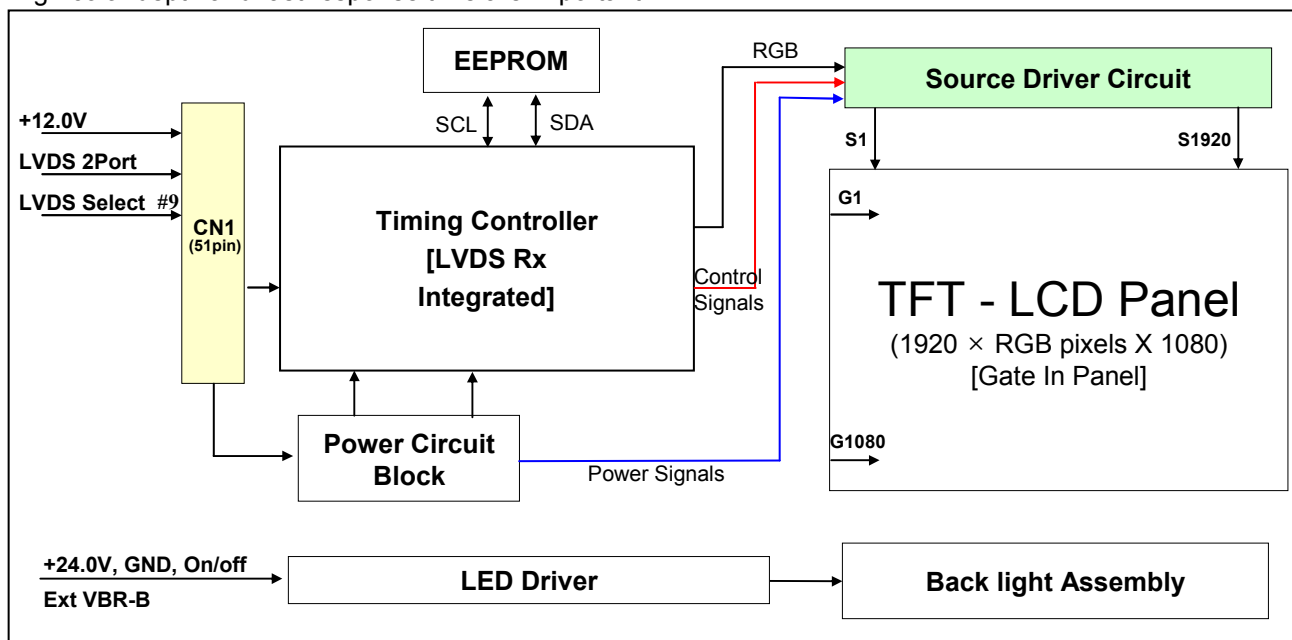 EEPROM
RGB
Source Driver Circuit
+12.0V
SCL
SDA
S1
S1920
LVDS 2Port
LVDS Select #9
CN1
(51pin)
Timing Controller
[LVDS Rx
Integrated]
G1
Control
Signals
TFT - LCD Panel
(1920 × RGB pixels X 1080)
[Gate In Panel]
G1080
Power Circuit
Block
Power Signals
+24.0V, GND, On/off
LED Driver
Back light Assembly
Ext VBR-B